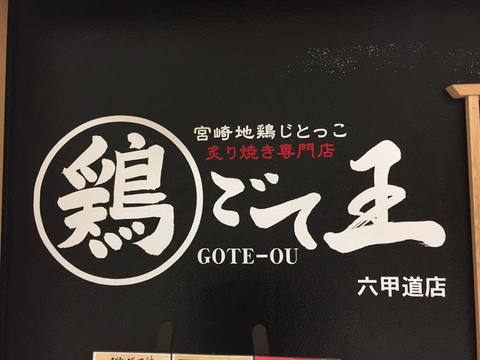 宮崎地鶏じとっこ
炙り焼き専門店
鶏ごて王
GOTE-OU
六甲道店